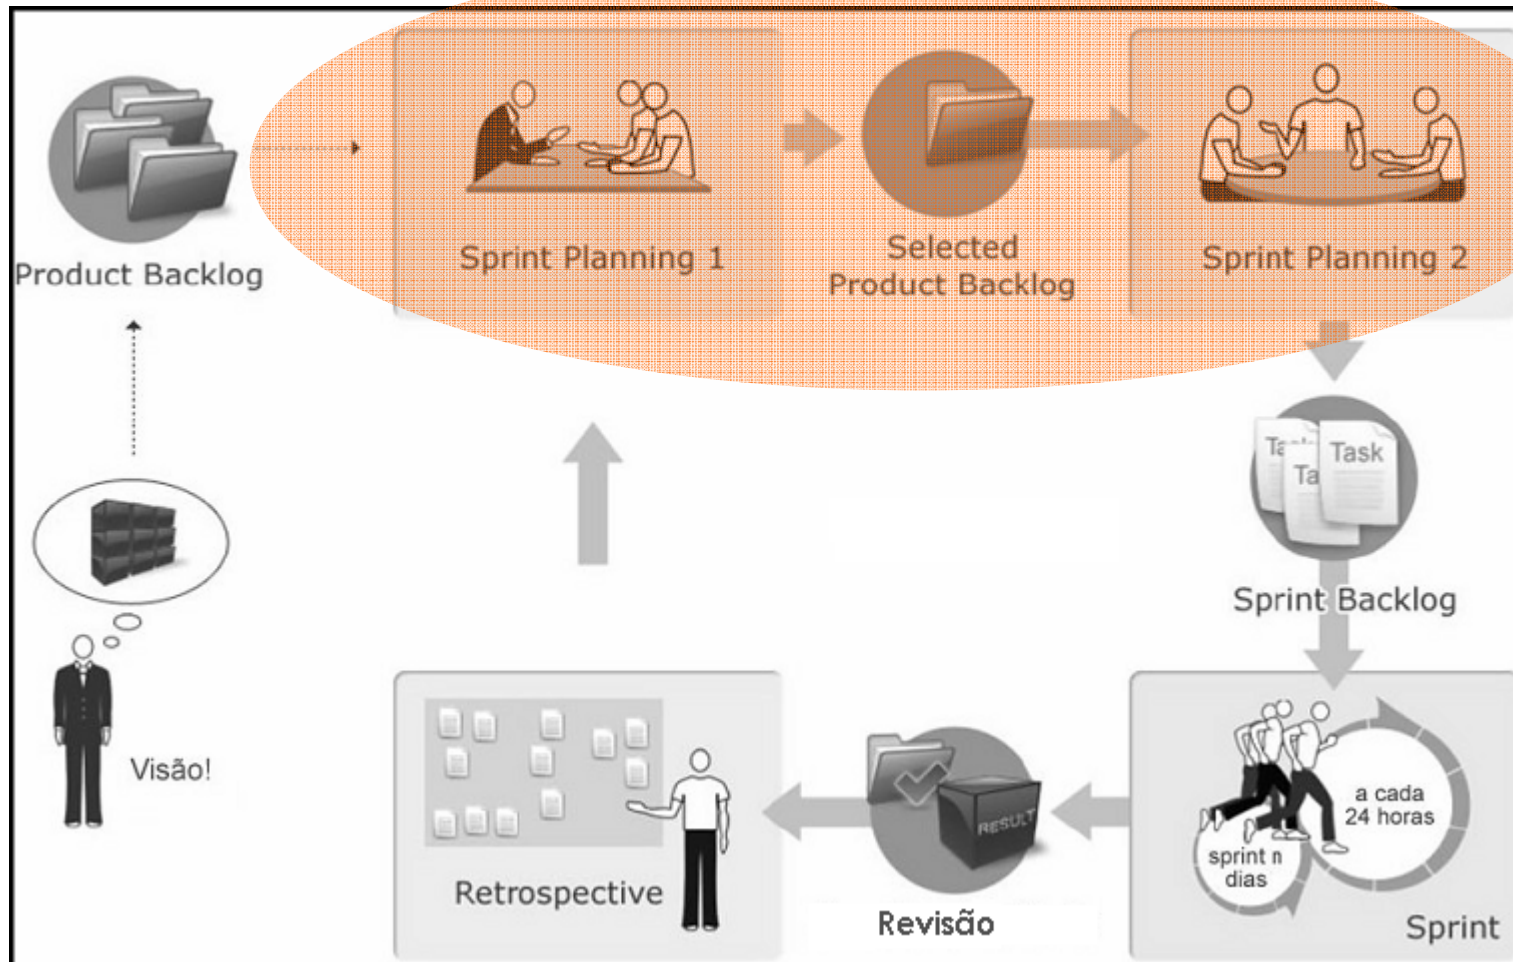 Product Backlog
Sprint Planning 1
Selected
Product Backlog
Sprint Planning 2
Task
Ta
Sprint Backlog
Visão!
Retrospective
RESULT
Revisão
a cada
24 horas
sprint n
dias
Sprint